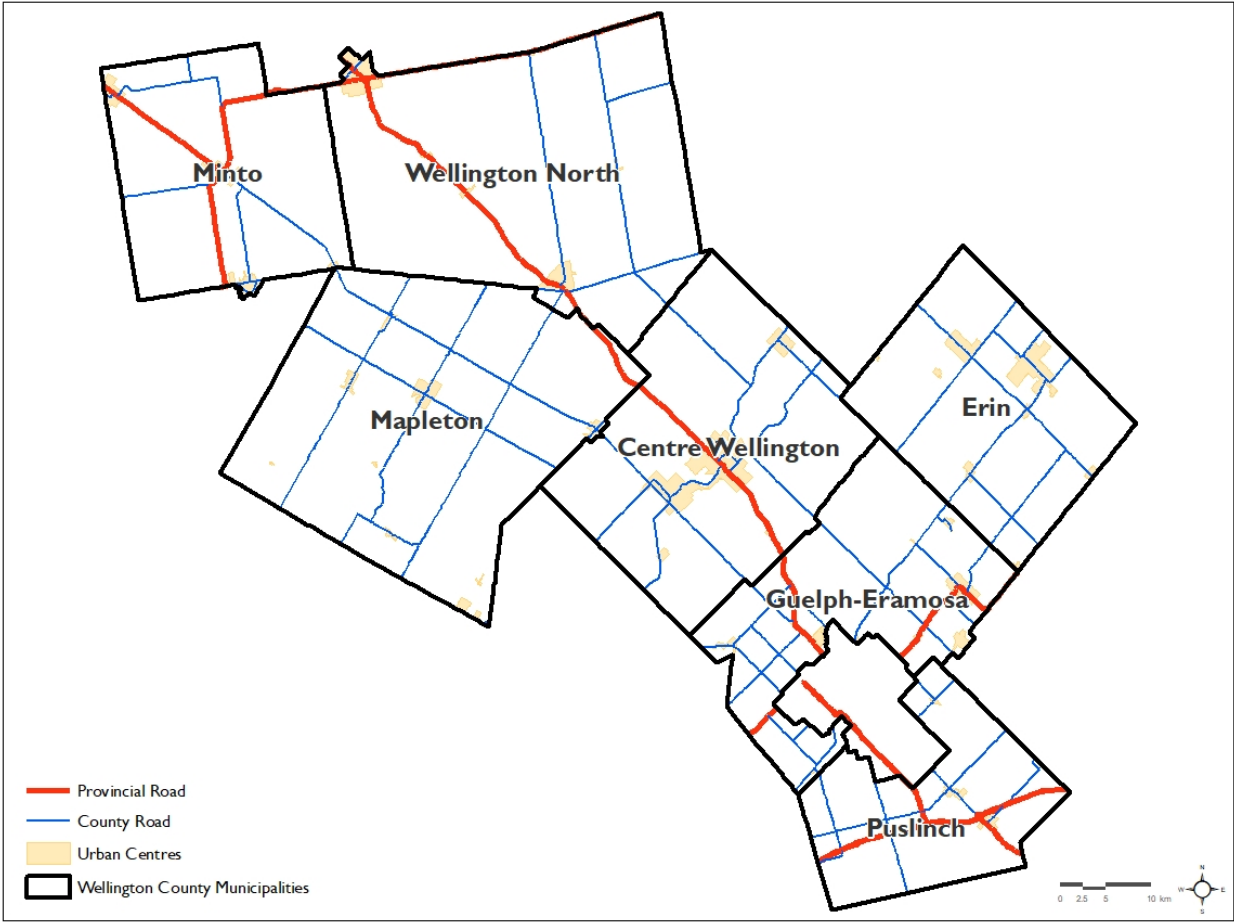 Minto
Wellington North
Mapleton
Centre Wellington
Erin
Guelph-Eramosa
Puslinch
Provincial Road
County Road
Urban Centres
Wellington County Municipalities
0 2.5 5 10 km
N
W E
S